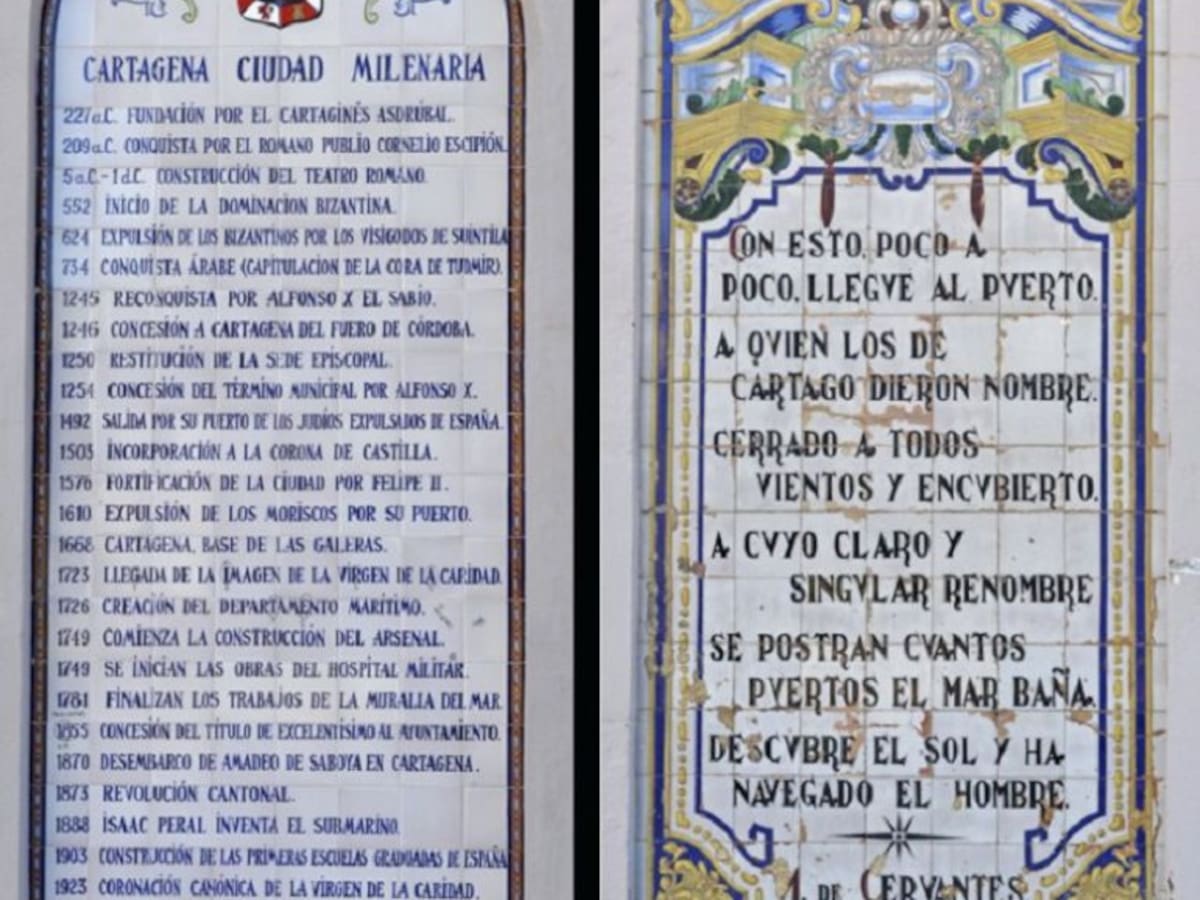 CARTAGENA CIUDAD MILENARIA
227a.C. FUNDACIÓN POR EL CARTAGINÉS ASDRÚBAL.
209a.C. CONQUISTA POR EL ROMANO PUBLIO CORNELIO ESCIPIÓN.
5a.C.-1d.C. CONSTRUCCIÓN DEL TEATRO ROMANO.
552 INICIO DE LA DOMINACIÓN BIZANTINA.
624 EXPULSIÓN DE LOS BIZANTINOS POR LOS VISIGODOS DE SUINTILA
734 CONQUISTA ÁRABE (CAPITULACIÓN DE LA CORA DE TUDMIR).
1245 RECONQUISTA POR ALFONSO X EL SABIO.
1246 CONCESIÓN A CARTAGENA DEL FUERO DE CÓRDOBA.
1250 RESTITUCIÓN DE LA SEDE EPISCOPAL.
1254 CONCESIÓN DEL TÉRMINO MUNICIPAL POR ALFONSO X.
1492 SALIDA POR SU PUERTO DE LOS JUDÍOS EXPULSADOS DE ESPAÑA.
1503 INCORPORACIÓN A LA CORONA DE CASTILLA.
1576 FORTIFICACIÓN DE LA CIUDAD POR FELIPE II.
1610 EXPULSIÓN DE LOS MORISCOS POR SU PUERTO.
1668 CARTAGENA, BASE DE LAS GALERAS.
1723 LLEGADA DE LA IMAGEN DE LA VIRGEN DE LA CARIDAD.
1726 CREACIÓN DEL DEPARTAMENTO MARÍTIMO.
1749 COMIENZA LA CONSTRUCCIÓN DEL ARSENAL.
1749 SE INICIAN LAS OBRAS DEL HOSPITAL MILITAR.
1781 FINALIZAN LOS TRABAJOS DE LA MURALLA DEL MAR.
1855 CONCESIÓN DEL TÍTULO DE EXCELENTÍSIMO AL AYUNTAMIENTO.
1870 DESEMBARCO DE AMADEO DE SABOYA EN CARTAGENA.
1873 REVOLUCIÓN CANTONAL.
1888 ISAAC PERAL INVENTA EL SUBMARINO.
1903 CONSTRUCCIÓN DE LAS PRIMERAS ESCUELAS GRADUADAS DE ESPAÑA
1923 CORONACIÓN CANÓNICA DE LA VIRGEN DE LA CARIDAD.
CON ESTO, POCO A
POCO, LLEGVE AL PVERTO.
A QVIEN LOS DE
CARTAGO DIERON NOMBRE.
CERRADO A TODOS
VIENTOS Y ENCVBIERTO.
A CVYO CLARO Y
SINGVLAR RENOMBRE
SE POSTRAN CVANTOS
PVERTOS EL MAR BAÑA.
DESCVBRE EL SOL Y HA
NAVEGADO EL HOMBRE.
M. DE CERVANTES